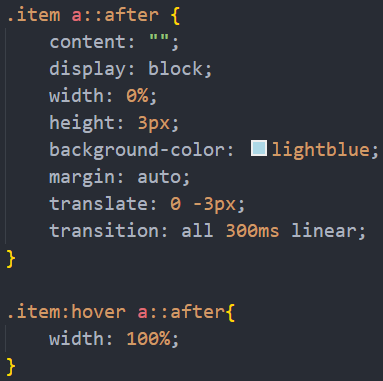 .item a::after {
    content: "";
    display: block;
    width: 0%;
    height: 3px;
    background-color: lightblue;
    margin: auto;
    translate: 0 -3px;
    transition: all 300ms linear;
}

.item:hover a::after{
    width: 100%;
}